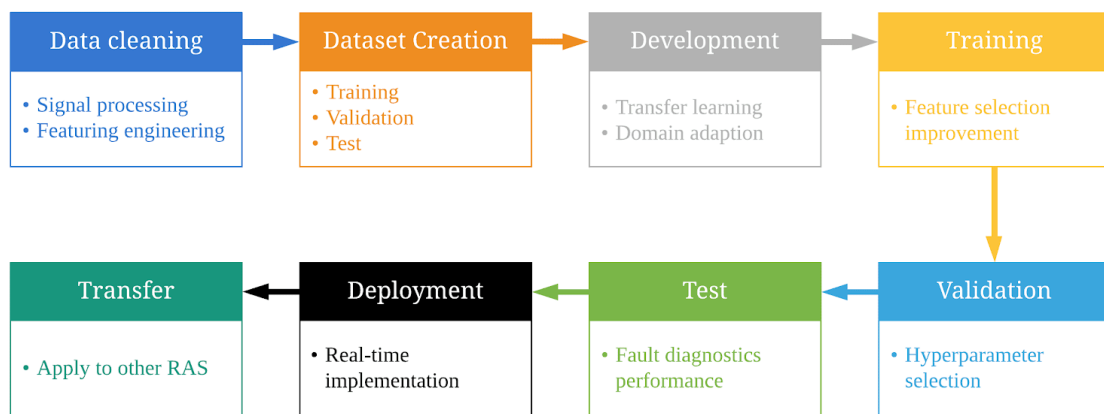 Data cleaning
• Signal processing
• Featuring engineering
Dataset Creation
• Training
• Validation
• Test
Development
• Transfer learning
• Domain adaption
Training
• Feature selection
improvement
Validation
• Hyperparameter
selection
Test
• Fault diagnostics
performance
Deployment
• Real-time
implementation
Transfer
• Apply to other RAS